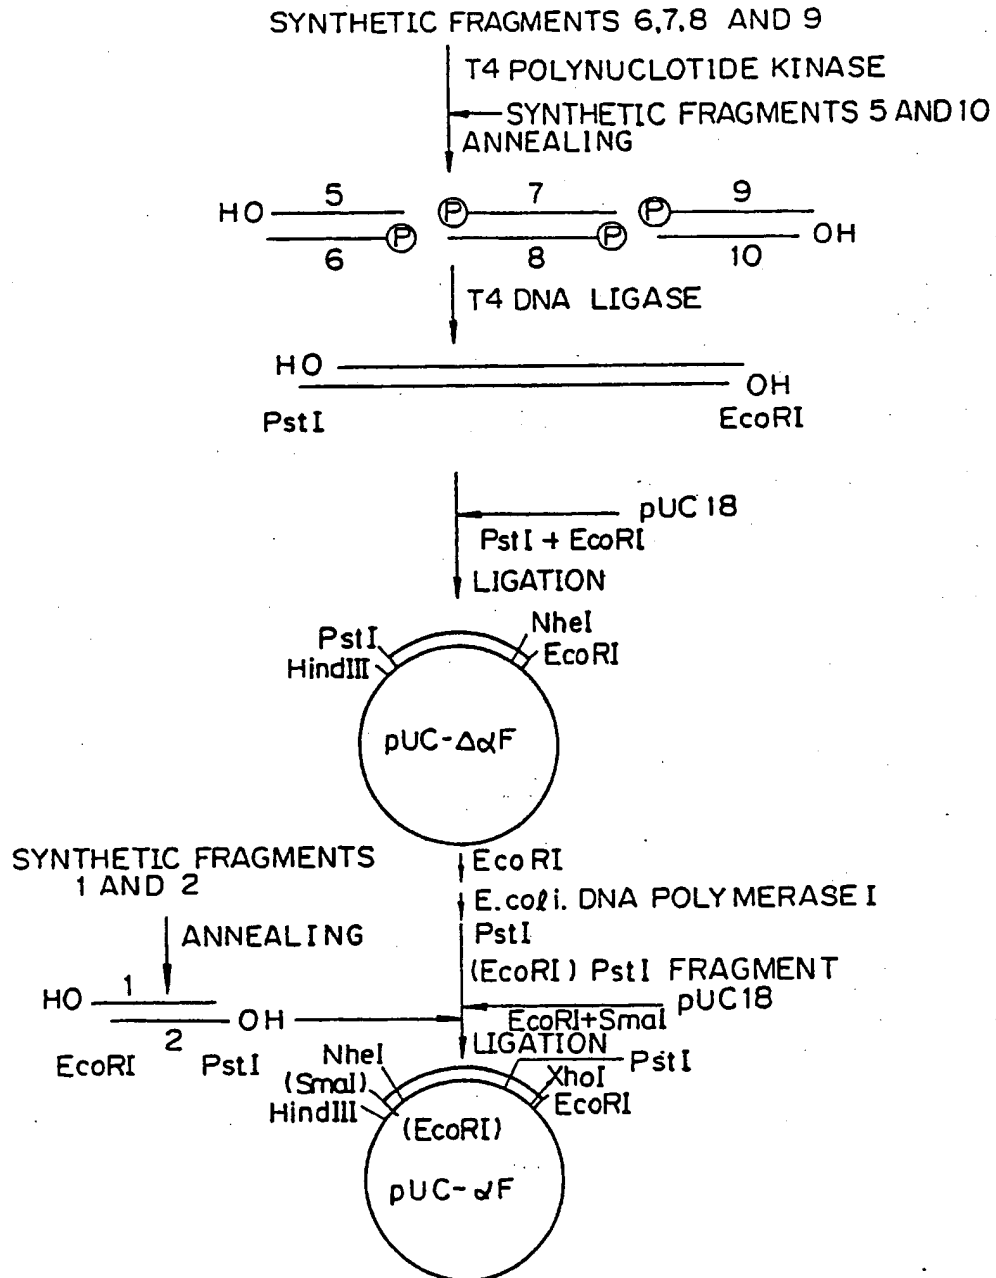 SYNTHETIC FRAGMENTS 6,7,8 AND 9
T4 POLYNUCLOTIDE KINASE
SYNTHETIC FRAGMENTS 5 AND 10
ANNEALING
HO 5 P 7 P 9
6 P 8 P 10 OH
T4 DNA LIGASE
HO
OH
PstI EcoRI
pUC 18
PstI + EcoRI
LIGATION
NheI
PstI
EcoRI
HindIII
pUC-ΔαF
SYNTHETIC FRAGMENTS
1 AND 2
ANNEALING
HO 1
2 OH
EcoRI PstI
EcoRI
E.coli. DNA POLYMERASE I
PstI
(EcoRI) PstI FRAGMENT
pUC18
EcoRI+SmaI
LIGATION
NheI
PstI
(SmaI)
XhoI
HindIII
EcoRI
(EcoRI)
pUC-αF